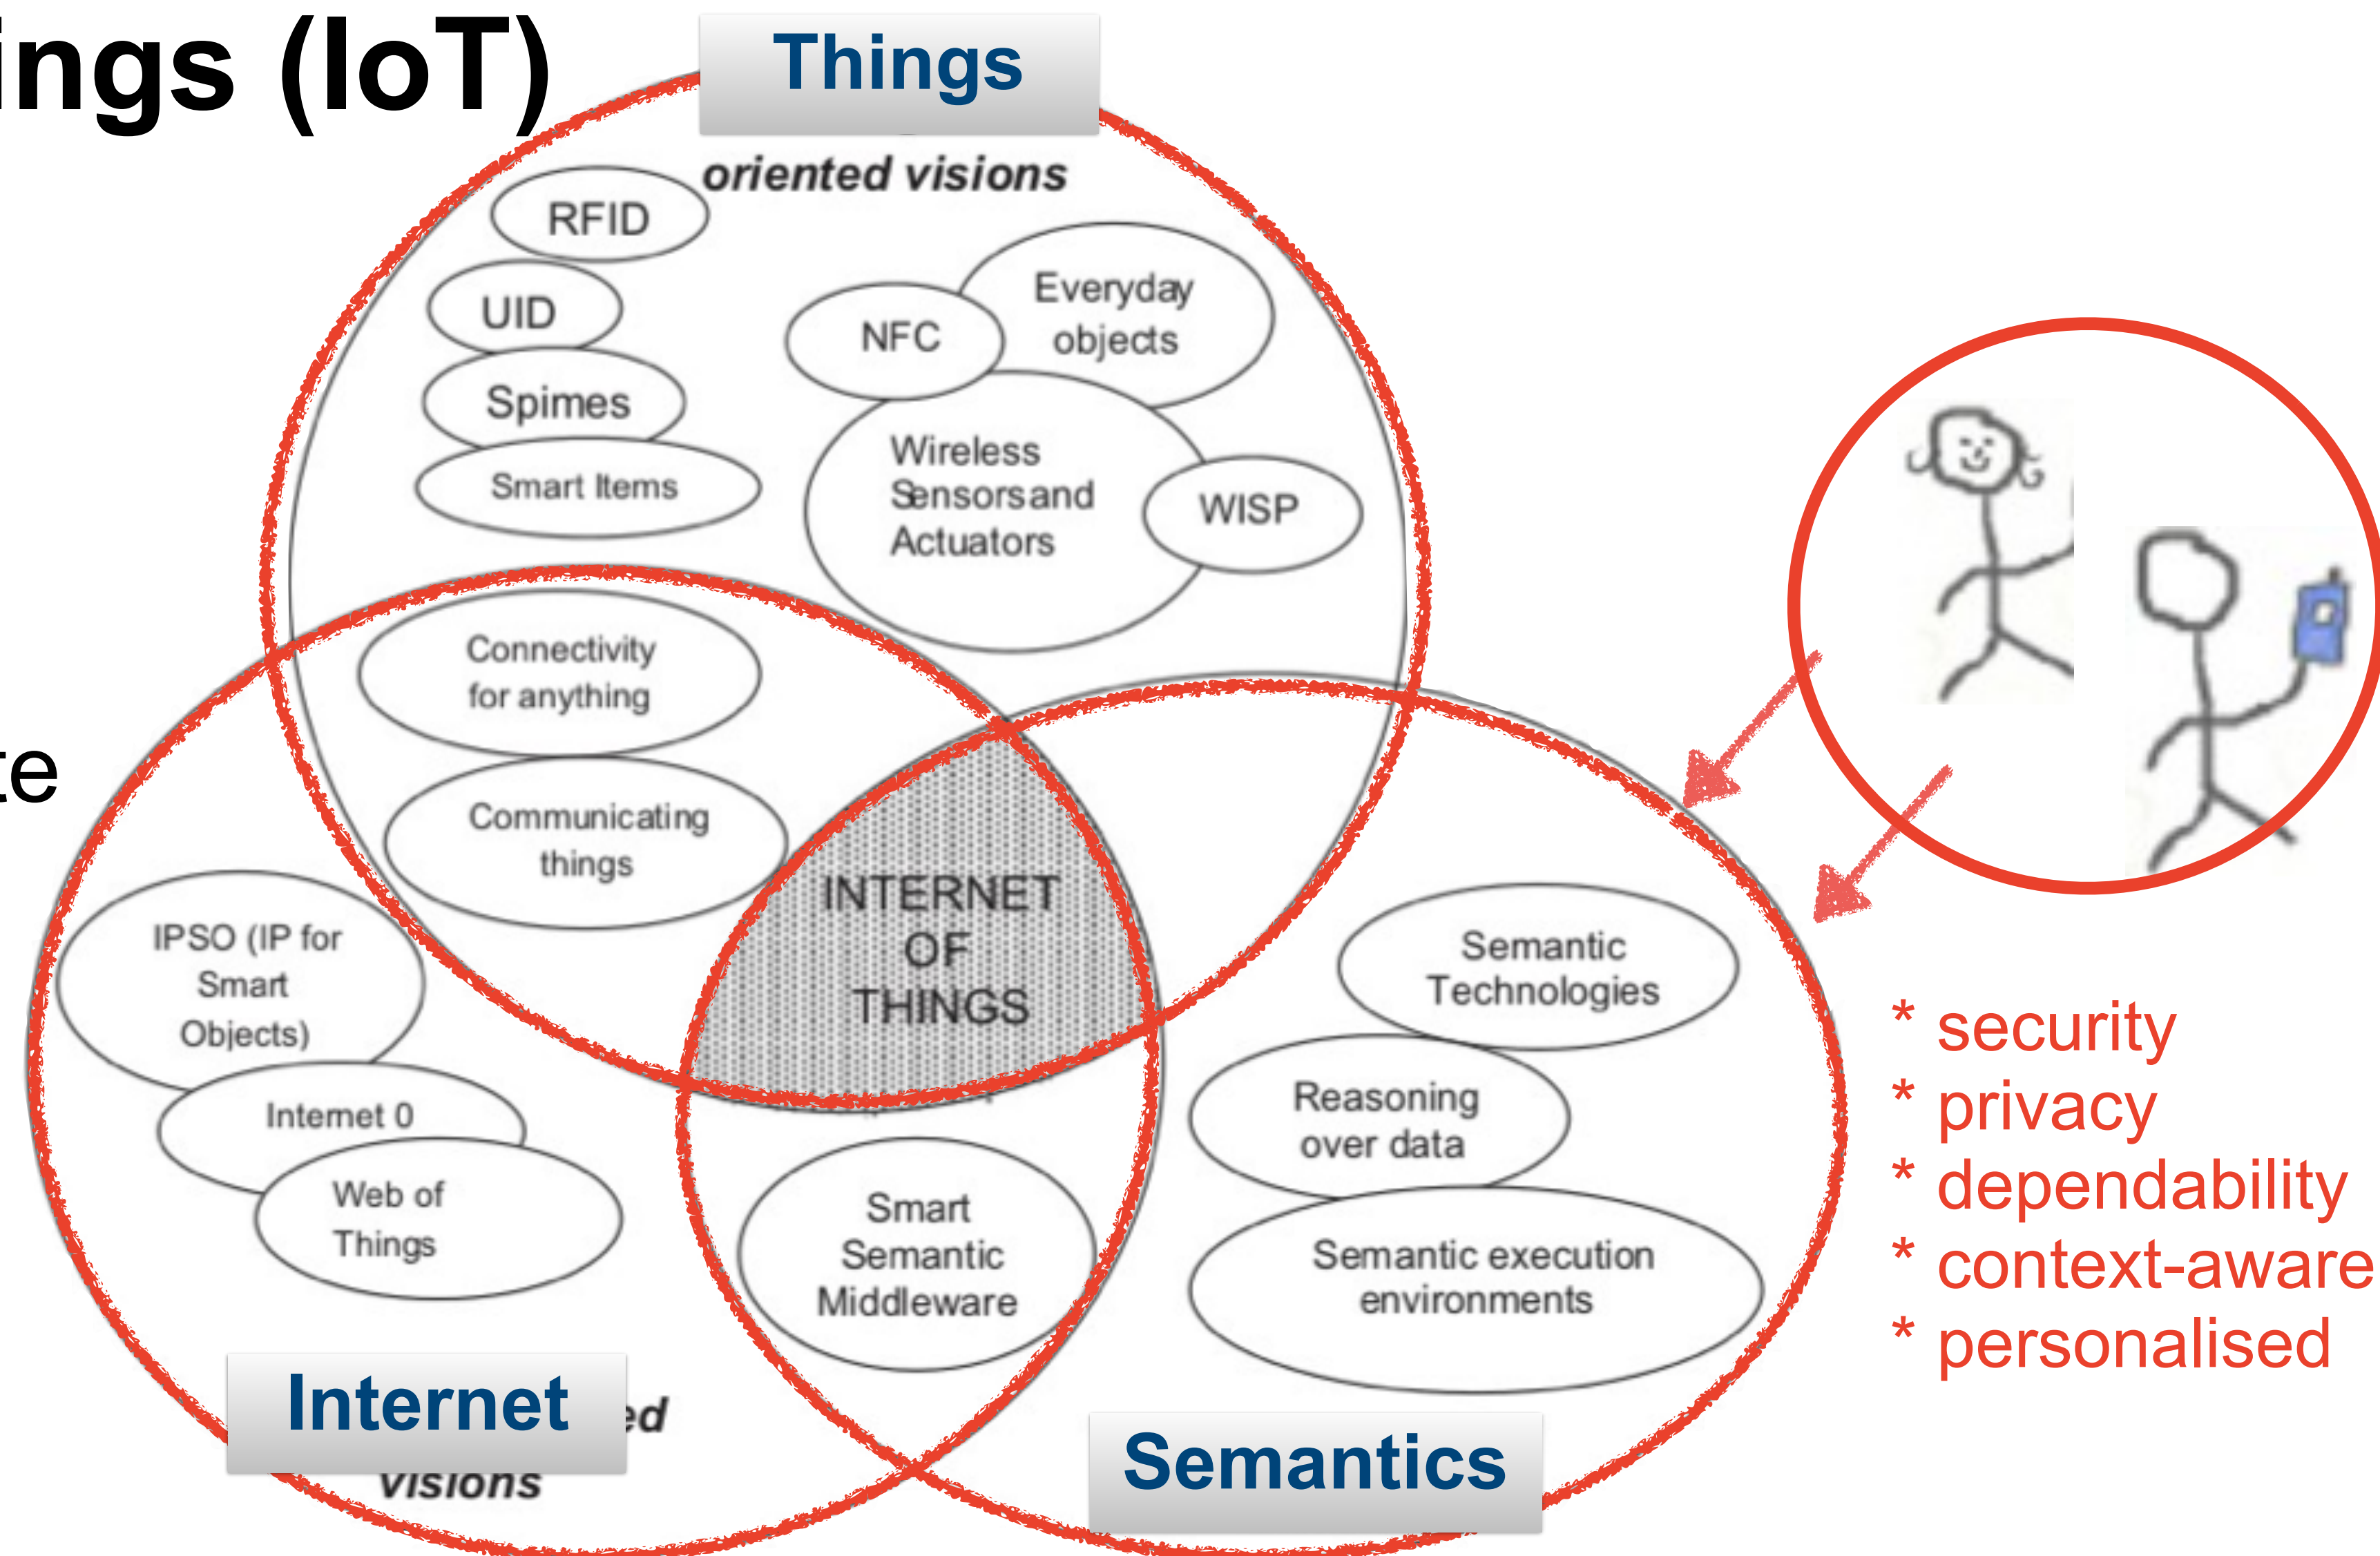 ings (IoT)
Things
oriented visions
RFID
UID
Spimes
Smart Items
NFC
Everyday
objects
Wireless
Sensors and
Actuators
WISP
Connectivity
for anything
Communicating
things
te
INTERNET
OF
THINGS
IPSO (IP for
Smart
Objects)
Internet 0
Web of
Things
Smart
Semantic
Middleware
Semantic
Technologies
Reasoning
over data
Semantic execution
environments
* security
* privacy
* dependability
* context-aware
* personalised
Internet
ed
visions
Semantics